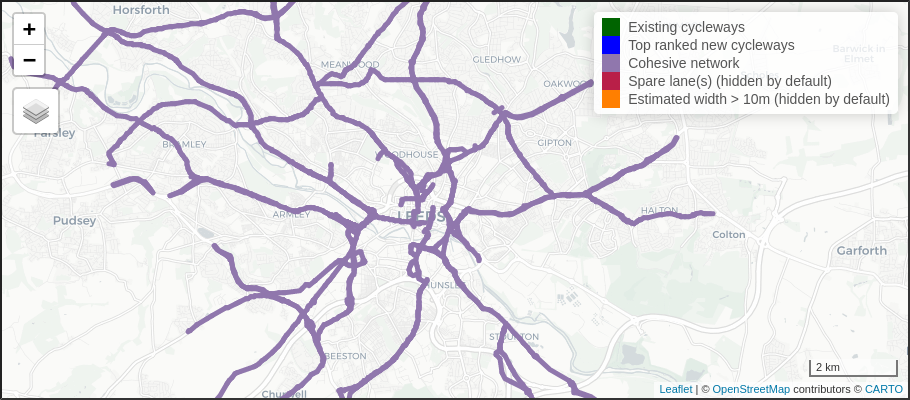 Horsforth
+
−
Existing cycleways
Top ranked new cycleways
Cohesive network
Spare lane(s) (hidden by default)
Estimated width > 10m (hidden by default)
Barwick in
Elmet
MEANWOOD
GLEDHOW
OAKWOOD
Farsley
BRAMLEY
WOODHOUSE
GIPTON
Pudsey
ARMLEY
LEEDS
HALTON
Colton
Garforth
HUNSLET
STOURTON
BEESTON
Churwell
2 km
Leaflet | © OpenStreetMap contributors © CARTO